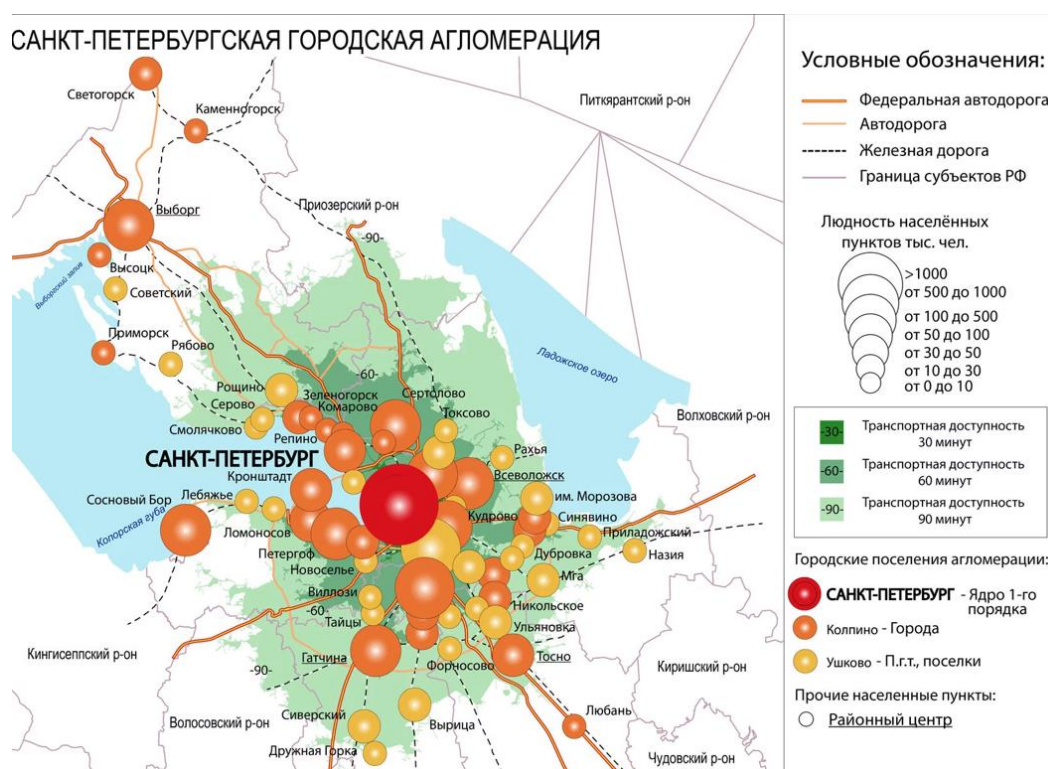 САНКТ-ПЕТЕРБУРГСКАЯ ГОРОДСКАЯ АГЛОМЕРАЦИЯ
Светогорск
Каменногорск
Питкярантский р-он
Выборг
Приозерский р-он
-90-
Высоцк
Советский
Выборгский залив
Приморск
Рябово
Ладожское озеро
-60-
Рощино
Зеленогорск
Сертолово
Серово
Комарово
Токсово
Волховский р-он
Смолячково
Репино
Рахья
САНКТ-ПЕТЕРБУРГ
Кронштадт
Всеволожск
Сосновый Бор
Лебяжье
им. Морозова
Копорская губа
Кудрово
Синявино
Ломоносов
Приладожский
Петергоф
Дубровка
Назия
Новоселье
Мга
Виллози
-60-
Никольское
Тайцы
Ульяновка
Кингисеппский р-он
Гатчина
Тосно
-90-
Форносово
Киришский р-он
Волосовский р-он
Сиверский
Вырица
Любань
Дружная Горка
Чудовский р-он
Условные обозначения:
Федеральная автодорога
Автодорога
Железная дорога
Граница субъектов РФ
Людность населённых
пунктов тыс. чел.
>1000
от 500 до 1000
от 100 до 500
от 50 до 100
от 30 до 50
от 10 до 30
от 0 до 10
-30- Транспортная доступность
30 минут
-60- Транспортная доступность
60 минут
-90- Транспортная доступность
90 минут
Городские поселения агломерации:
САНКТ-ПЕТЕРБУРГ - Ядро 1-го
порядка
Колпино - Города
Ушково - П.г.т., поселки
Прочие населенные пункты:
Районный центр